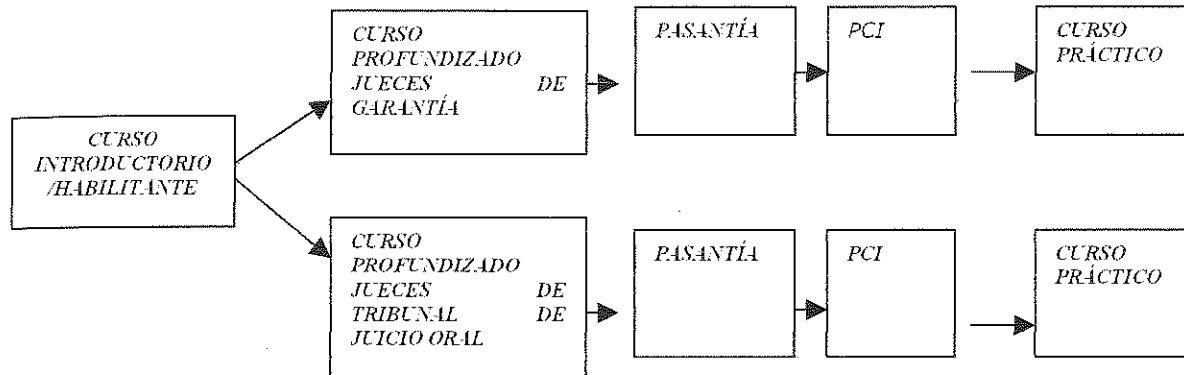 CURSO
INTRODUCTORIO
/HABILITANTE
CURSO
PROFUNDIZADO
JUECES DE
GARANTÍA
PASANTÍA
PCI
CURSO
PRÁCTICO
CURSO
PROFUNDIZADO
JUECES DE
TRIBUNAL DE
JUICIO ORAL
PASANTÍA
PCI
CURSO
PRÁCTICO